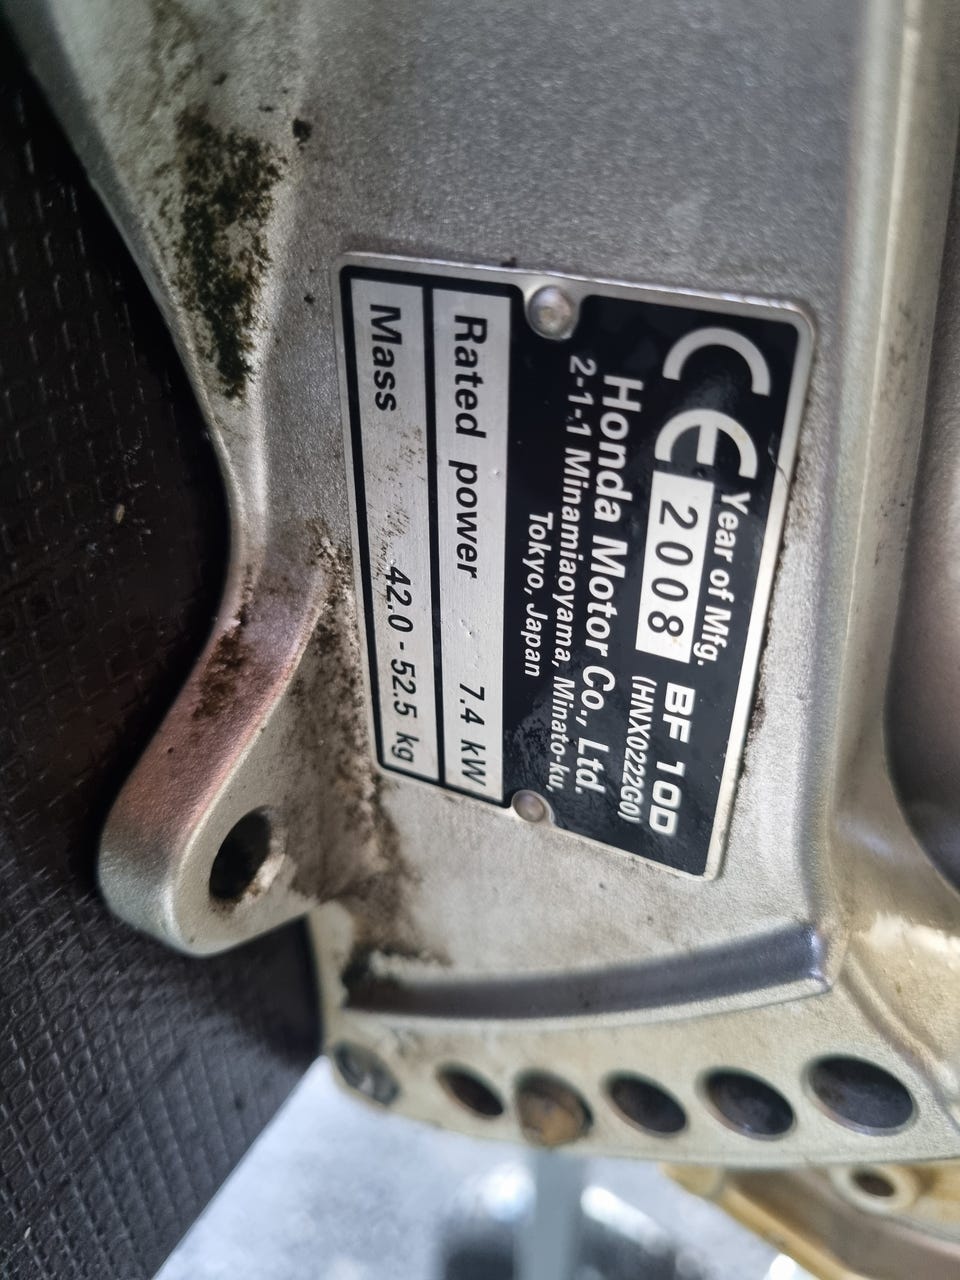 CE
Year of Mfg.
2008
BF 10D
(HNX0222G0)
Honda Motor Co., Ltd.
2-1-1 Minamiaoyama, Minato-ku,
Tokyo, Japan
Rated power 7.4 kW
Mass 42.0 - 52.5 kg